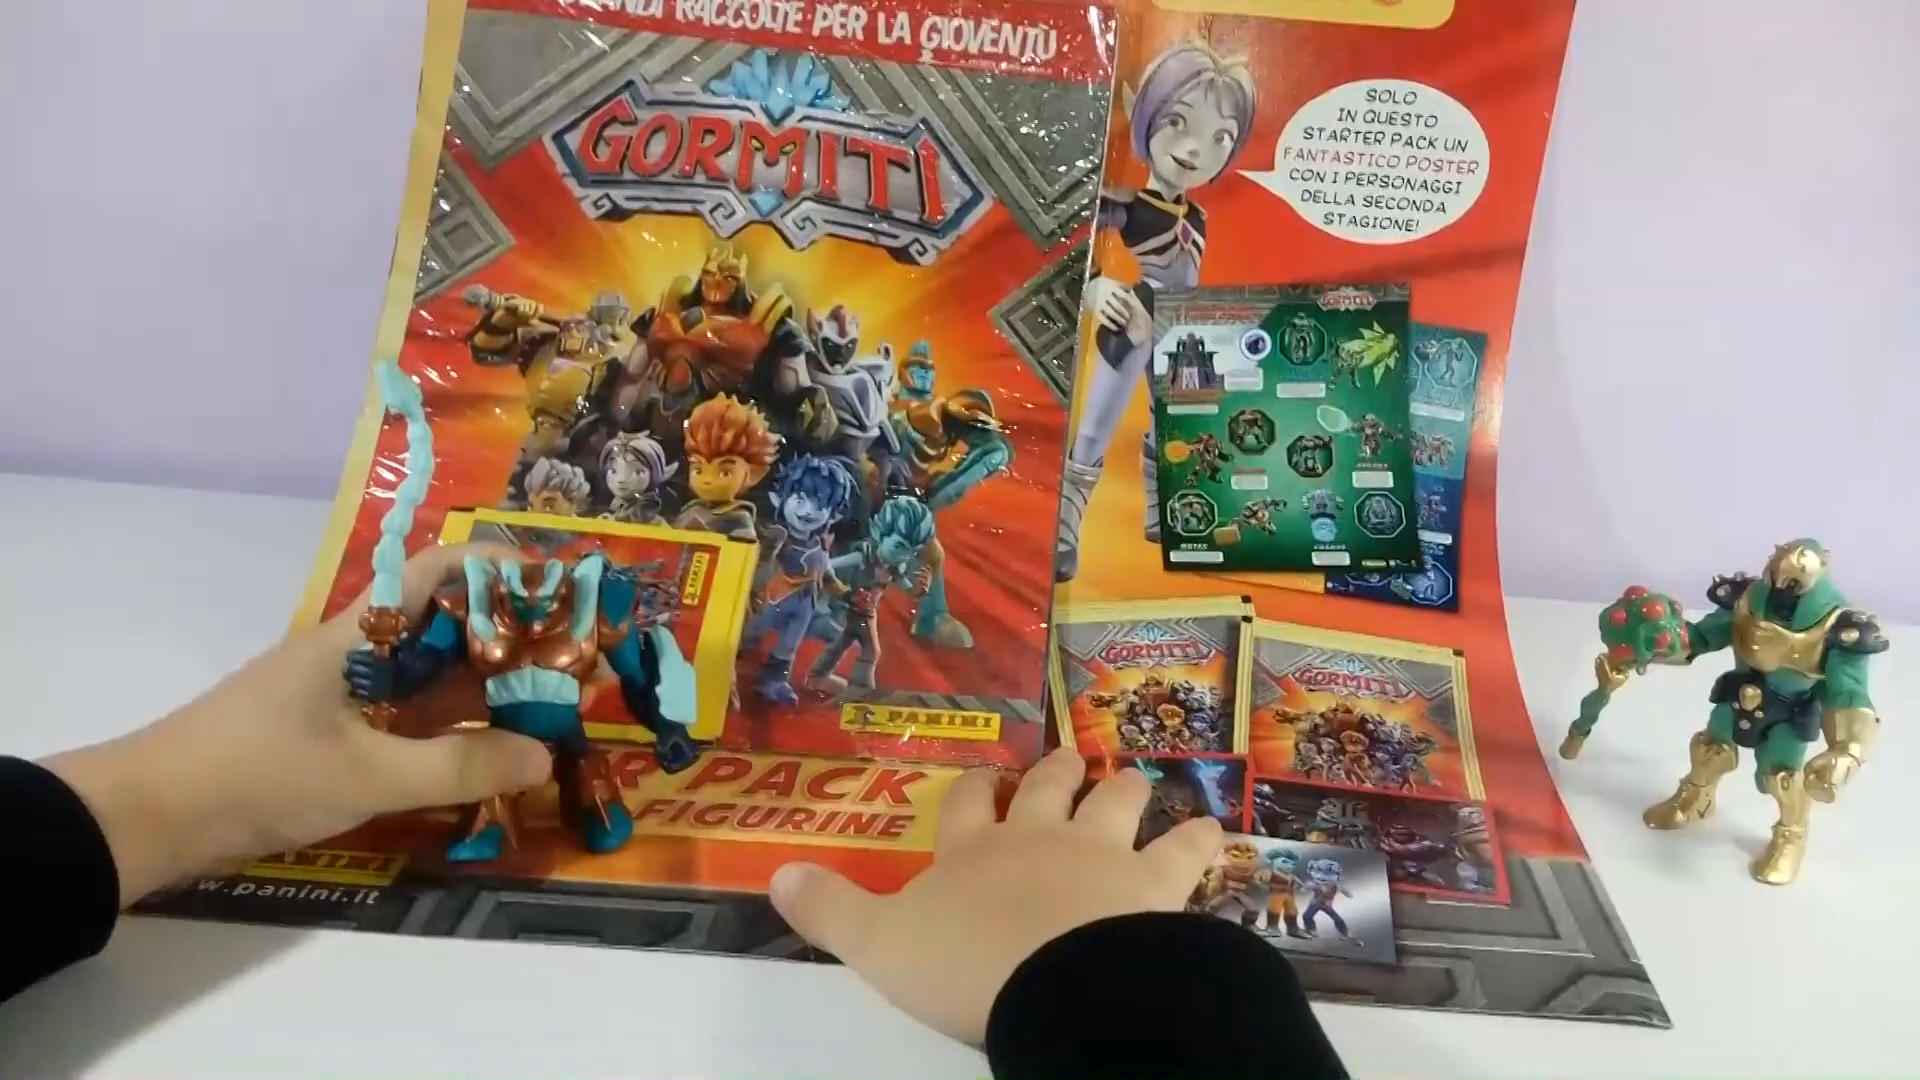 RACCOLTE PER LA GIOVENTÙ
GORMITI
SOLO
IN QUESTO
STARTER PACK UN
FANTASTICO POSTER
CON I PERSONAGGI
DELLA SECONDA
STAGIONE!
GORMITI
PANINI
PANINI
GORMITI
GORMITI
R PACK
FIGURINE
PANINI
w.panini.it